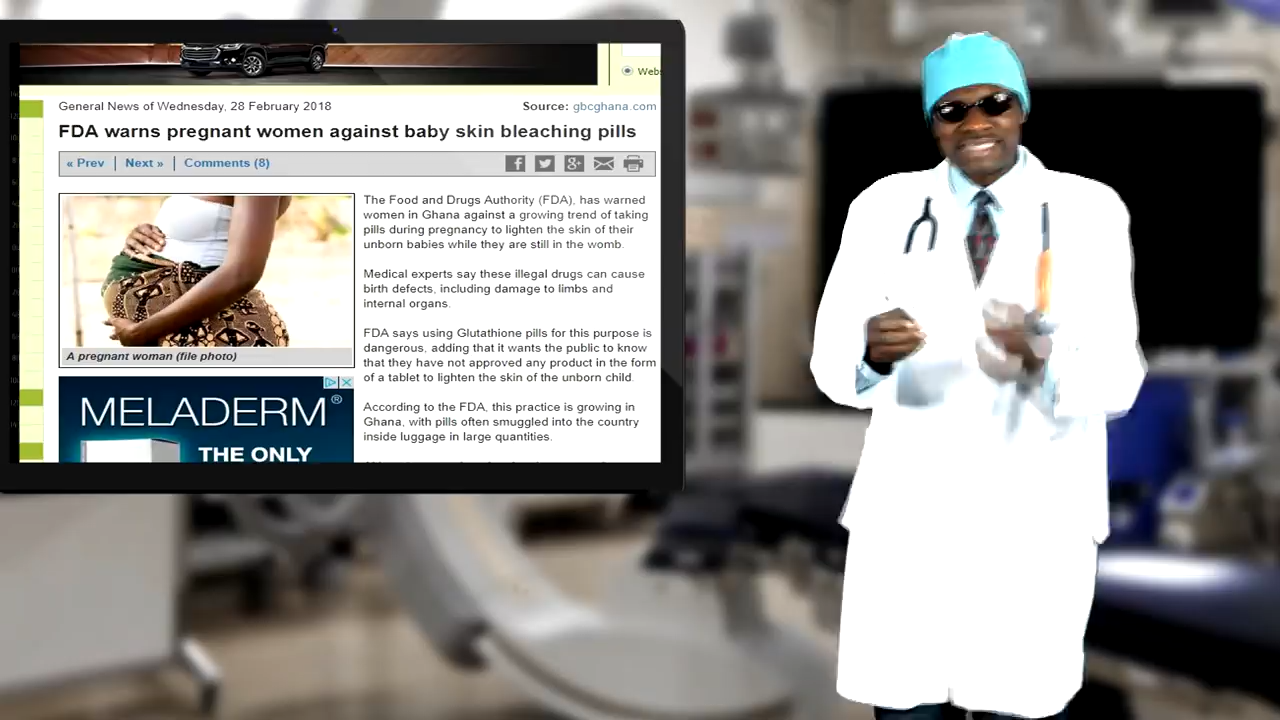 Webs
General News of Wednesday, 28 February 2018
Source: gbcghana.com
FDA warns pregnant women against baby skin bleaching pills
« Prev | Next » | Comments (8)
The Food and Drugs Authority (FDA), has warned
women in Ghana against a growing trend of taking
pills during pregnancy to lighten the skin of their
unborn babies while they are still in the womb.
Medical experts say these illegal drugs can cause
birth defects, including damage to limbs and
internal organs.
FDA says using Glutathione pills for this purpose is
dangerous, adding that it wants the public to know
that they have not approved any product in the form
of a tablet to lighten the skin of the unborn child.
According to the FDA, this practice is growing in
Ghana, with pills often smuggled into the country
inside luggage in large quantities.
A pregnant woman (file photo)
MELADERM®
THE ONLY